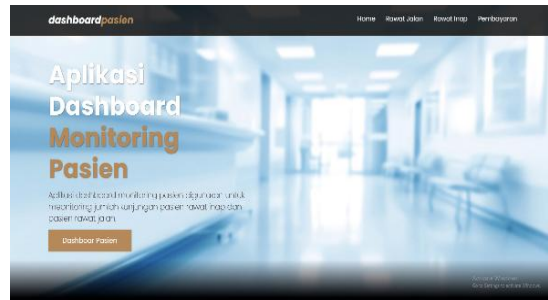 dashboardpasien
Home Rawat Jalan Rawat Inap Pembayaran
Aplikasi
Dashboard
Monitoring
Pasien
Aplikasi dashboard monitoring pasien digunakan untuk
jumlah kunjungan pasien rawat inap dan
pasien rawat jalan.
Dashboar Pasien